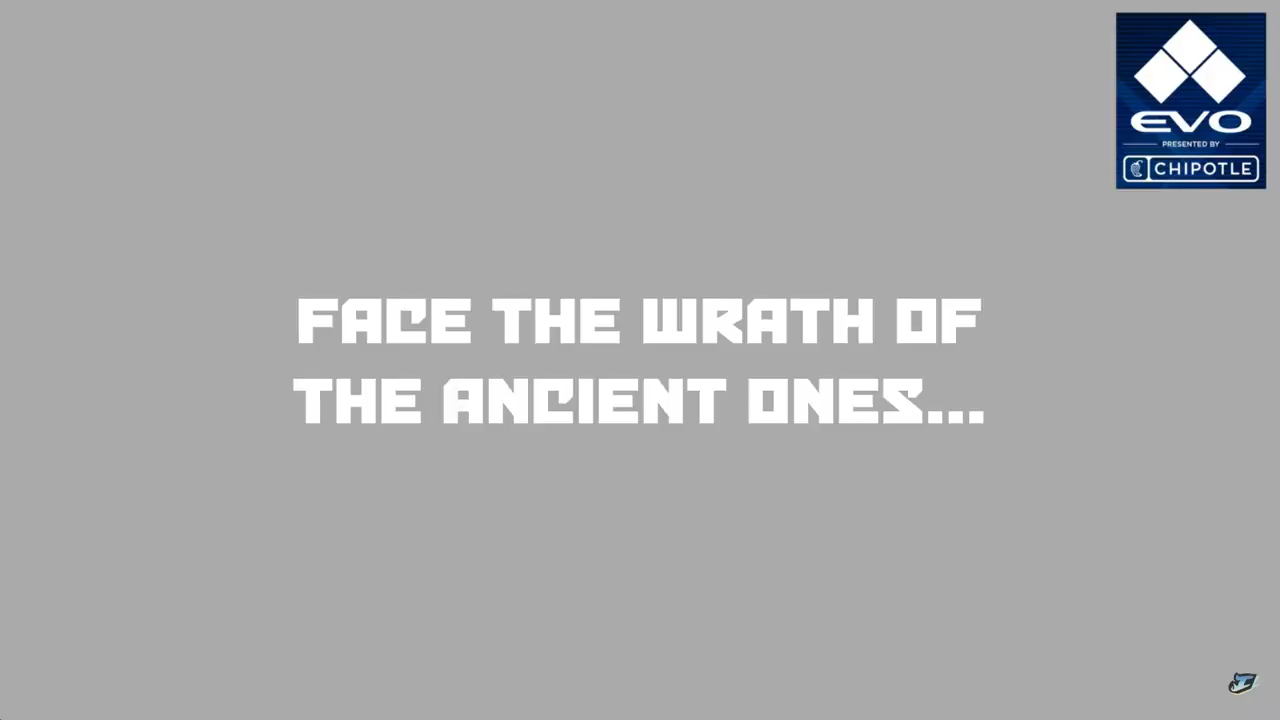 EVO
PRESENTED BY
CHIPOTLE
FACE THE WRATH OF
THE ANCIENT ONES...